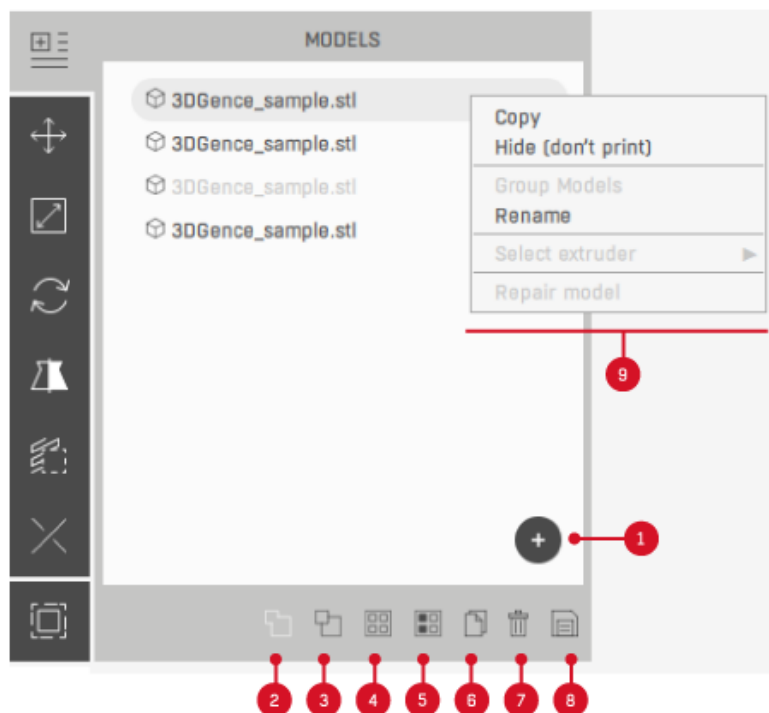 MODELS
3DGence_sample.stl
3DGence_sample.stl
3DGence_sample.stl
3DGence_sample.stl
Copy
Hide (don't print)
Group Models
Rename
Select extruder
Repair model
9
1
2 3 4 5 6 7 8